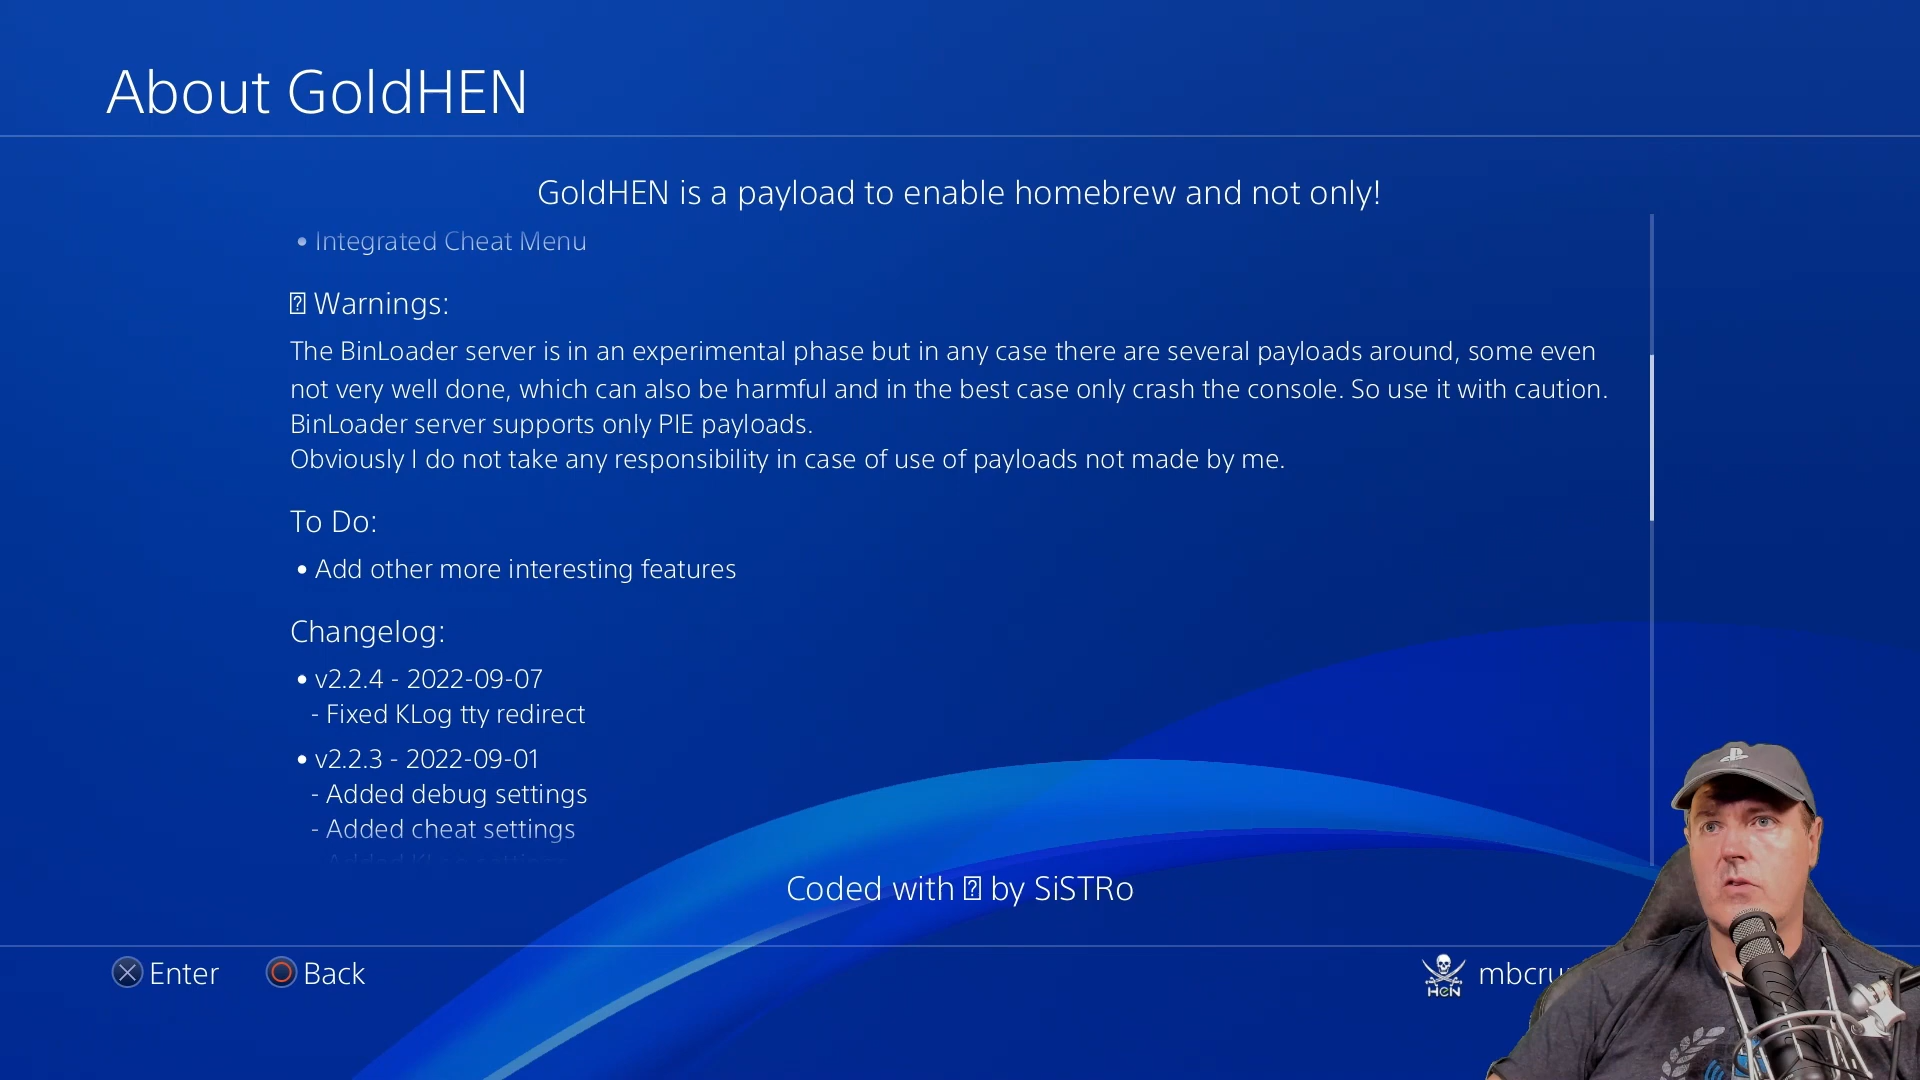 About GoldHEN
GoldHEN is a payload to enable homebrew and not only!
• Integrated Cheat Menu
⍰ Warnings:
The BinLoader server is in an experimental phase but in any case there are several payloads around, some even
not very well done, which can also be harmful and in the best case only crash the console. So use it with caution.
BinLoader server supports only PIE payloads.
Obviously I do not take any responsibility in case of use of payloads not made by me.
To Do:
• Add other more interesting features
Changelog:
• v2.2.4 - 2022-09-07
- Fixed KLog tty redirect
• v2.2.3 - 2022-09-01
- Added debug settings
- Added cheat settings
Coded with ⍰ by SiSTRo
Enter Back
HeN